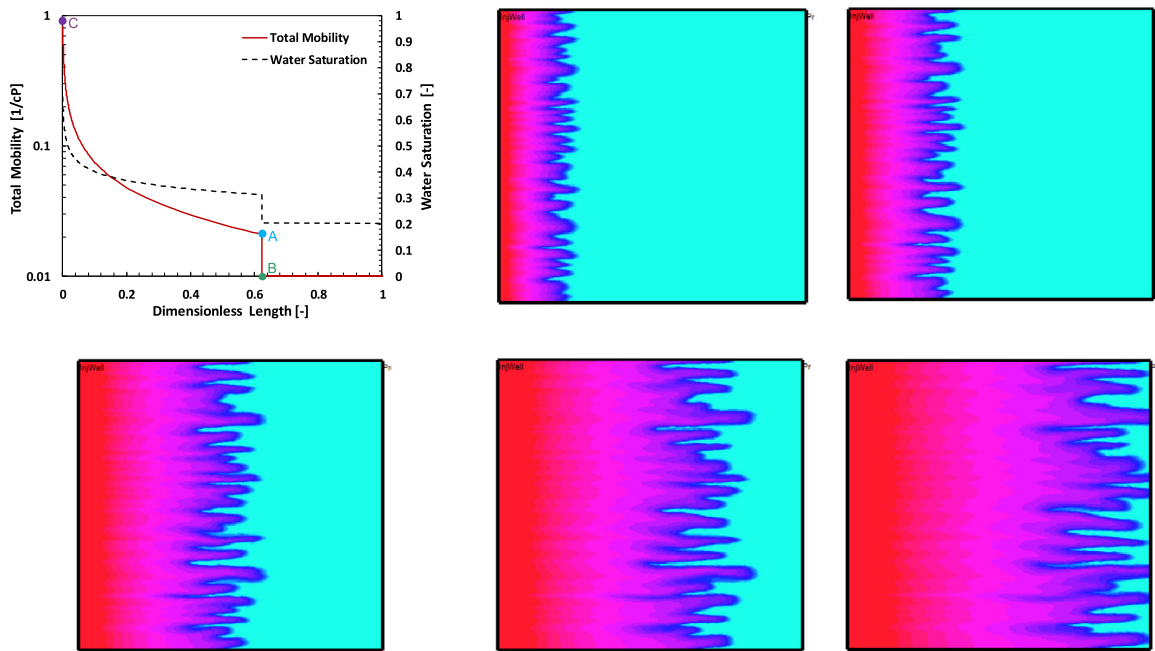 1
0.1
0.01
Total Mobility [1/cP]
C
Total Mobility
Water Saturation
A
B
1
0.9
0.8
0.7
0.6
0.5
0.4
0.3
0.2
0.1
0
Water Saturation [-]
0 0.2 0.4 0.6 0.8 1
Dimensionless Length [-]
InjWell
InjWell
InjWell
InjWell
InjWell